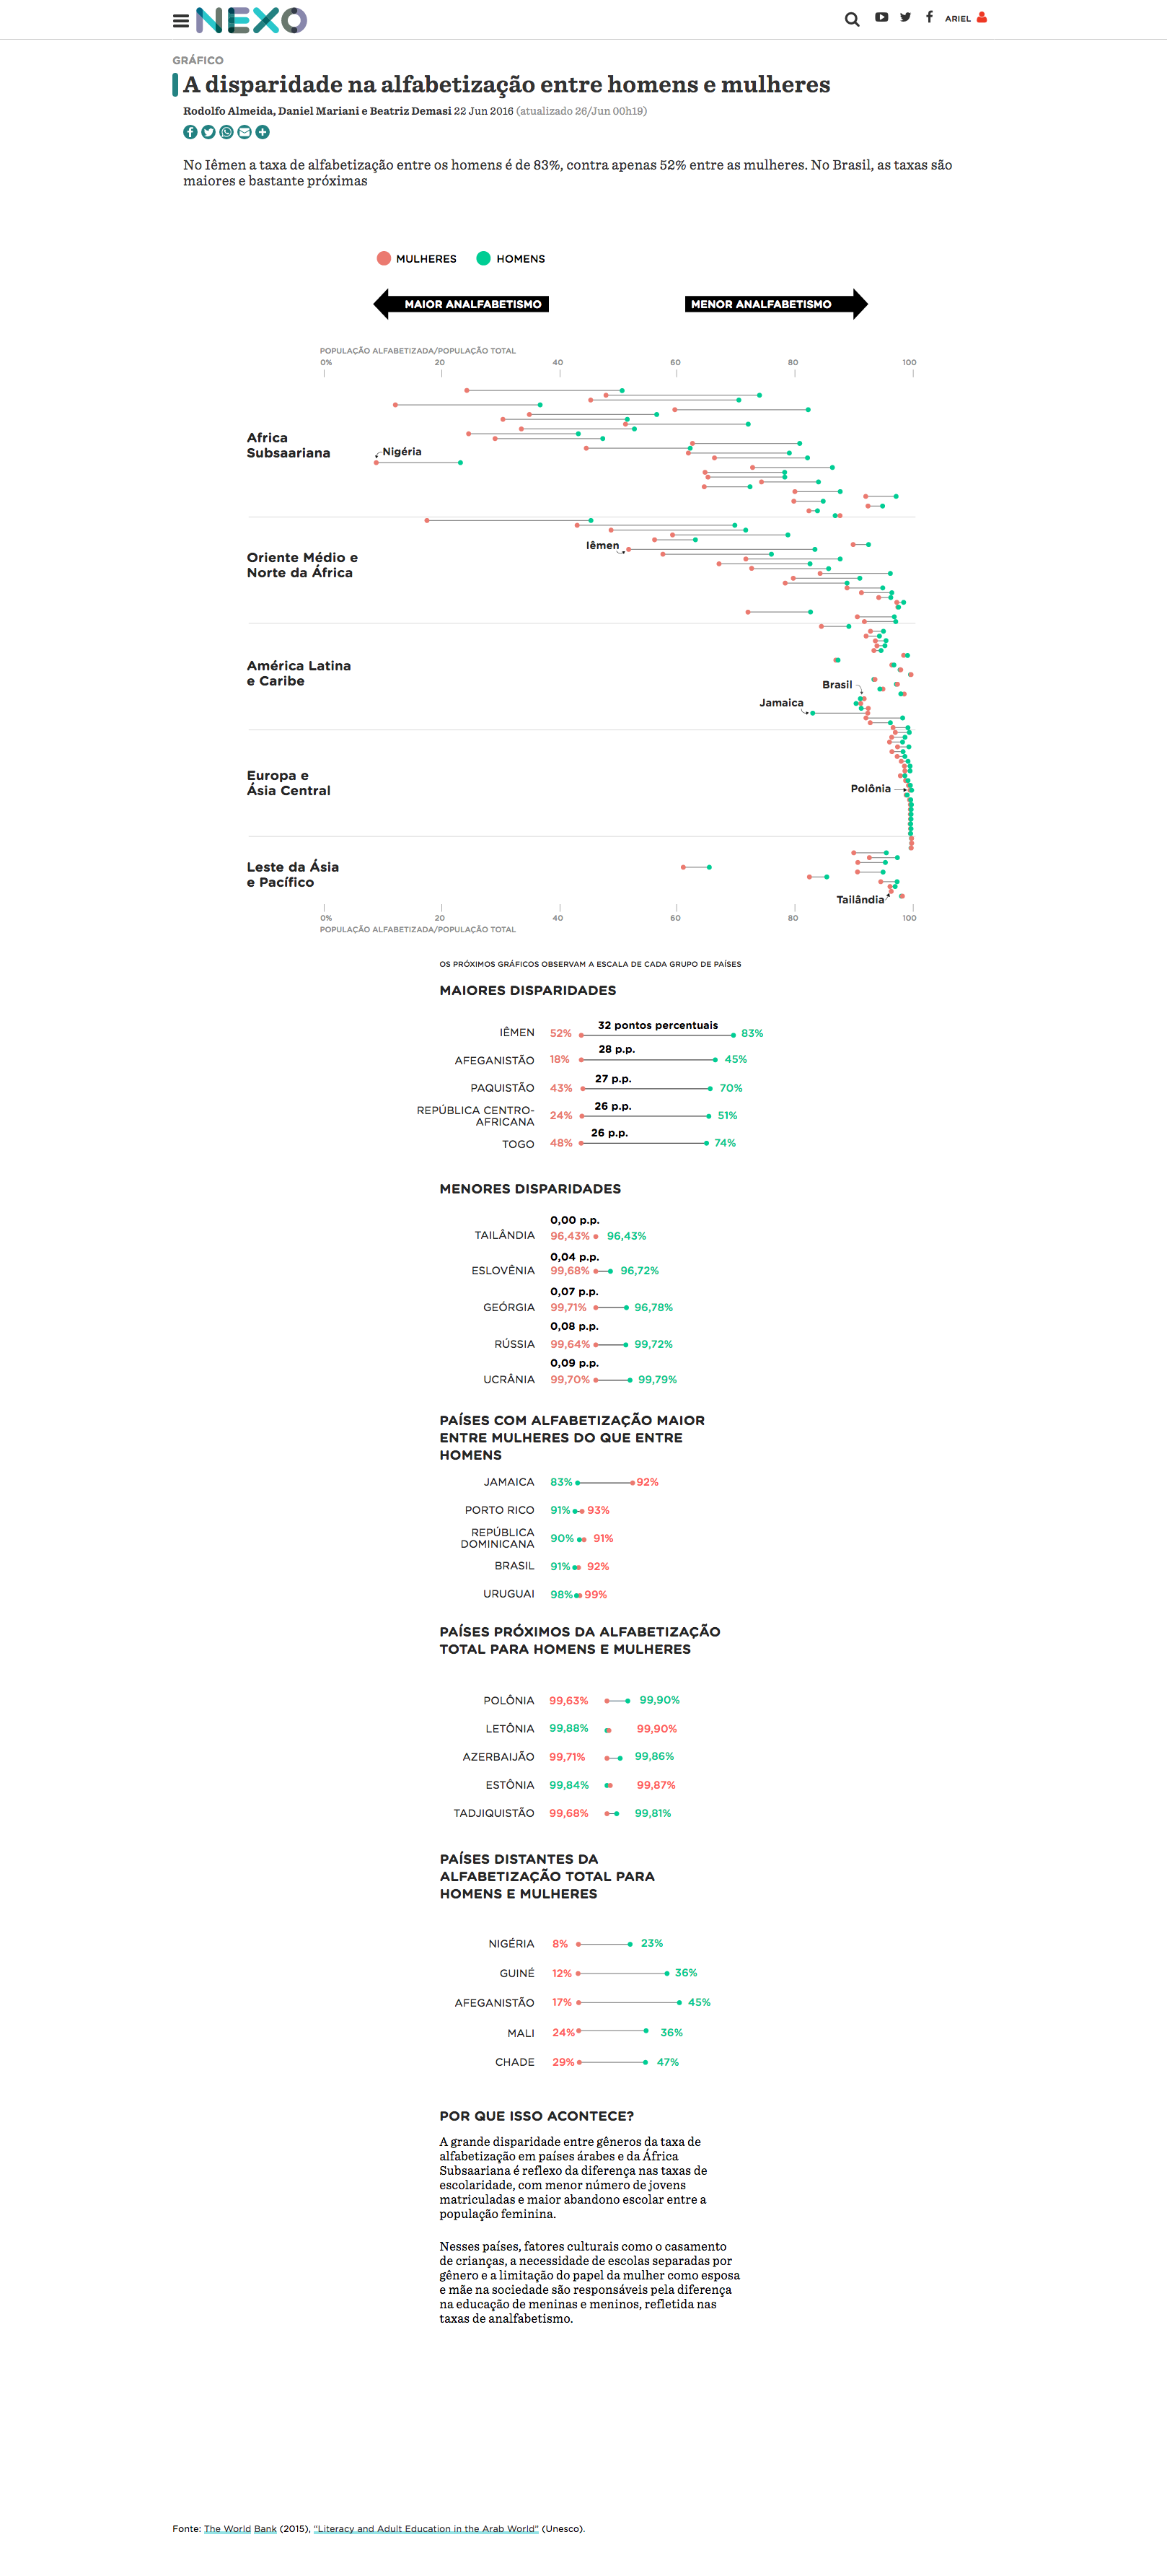 NEXO
ARIEL
GRÁFICO
A disparidade na alfabetização entre homens e mulheres
Rodolfo Almeida, Daniel Mariani e Beatriz Demasi 22 Jun 2016 (atualizado 26/Jun 00h19)
No Iêmen a taxa de alfabetização entre os homens é de 83%, contra apenas 52% entre as mulheres. No Brasil, as taxas são
maiores e bastante próximas
MULHERES HOMENS
MAIOR ANALFABETISMO MENOR ANALFABETISMO
POPULAÇÃO ALFABETIZADA/POPULAÇÃO TOTAL
0% 20 40 60 80 100
Africa
Subsaariana
Nigéria
Iêmen
Oriente Médio e
Norte da África
América Latina
e Caribe
Brasil
Jamaica
Europa e
Ásia Central
Polônia
Leste da Ásia
e Pacífico
Tailândia
0% 20 40 60 80 100
POPULAÇÃO ALFABETIZADA/POPULAÇÃO TOTAL
OS PRÓXIMOS GRÁFICOS OBSERVAM A ESCALA DE CADA GRUPO DE PAÍSES
MAIORES DISPARIDADES
32 pontos percentuais
IÊMEN 52% 83%
28 p.p.
AFEGANISTÃO 18% 45%
27 p.p.
PAQUISTÃO 43% 70%
26 p.p.
REPÚBLICA CENTRO-
AFRICANA 24% 51%
26 p.p.
TOGO 48% 74%
MENORES DISPARIDADES
0,00 p.p.
TAILÂNDIA 96,43% 96,43%
0,04 p.p.
ESLOVÊNIA 99,68% 96,72%
0,07 p.p.
GEÓRGIA 99,71% 96,78%
0,08 p.p.
RÚSSIA 99,64% 99,72%
0,09 p.p.
UCRÂNIA 99,70% 99,79%
PAÍSES COM ALFABETIZAÇÃO MAIOR
ENTRE MULHERES DO QUE ENTRE
HOMENS
JAMAICA 83% 92%
PORTO RICO 91% 93%
REPÚBLICA
DOMINICANA 90% 91%
BRASIL 91% 92%
URUGUAI 98% 99%
PAÍSES PRÓXIMOS DA ALFABETIZAÇÃO
TOTAL PARA HOMENS E MULHERES
POLÔNIA 99,63% 99,90%
LETÔNIA 99,88% 99,90%
AZERBAIJÃO 99,71% 99,86%
ESTÔNIA 99,84% 99,87%
TADJIQUISTÃO 99,68% 99,81%
PAÍSES DISTANTES DA
ALFABETIZAÇÃO TOTAL PARA
HOMENS E MULHERES
NIGÉRIA 8% 23%
GUINÉ 12% 36%
AFEGANISTÃO 17% 45%
MALI 24% 36%
CHADE 29% 47%
POR QUE ISSO ACONTECE?
A grande disparidade entre gêneros da taxa de
alfabetização em países árabes e da África
Subsaariana é reflexo da diferença nas taxas de
escolaridade, com menor número de jovens
matriculadas e maior abandono escolar entre a
população feminina.
Nesses países, fatores culturais como o casamento
de crianças, a necessidade de escolas separadas por
gênero e a limitação do papel da mulher como esposa
e mãe na sociedade são responsáveis pela diferença
na educação de meninas e meninos, refletida nas
taxas de analfabetismo.
Fonte: The World Bank (2015), "Literacy and Adult Education in the Arab World" (Unesco).